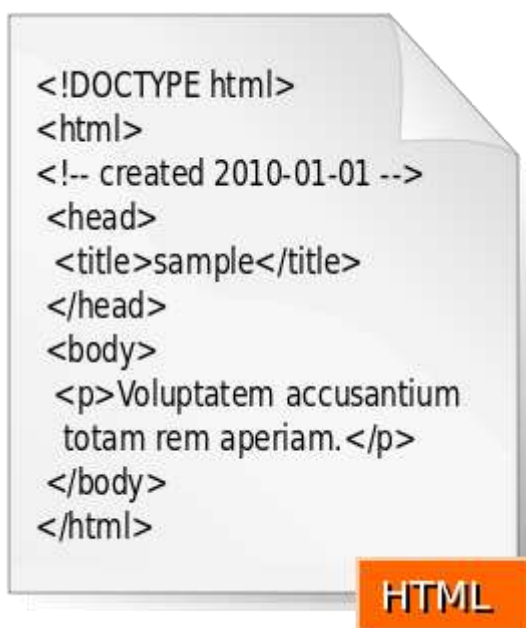 <!DOCTYPE html>
<html>
<!-- created 2010-01-01 -->
<head>
<title>sample</title>
</head>
<body>
<p>Voluptatem accusantium
totam rem aperiam.</p>
</body>
</html>
HTML